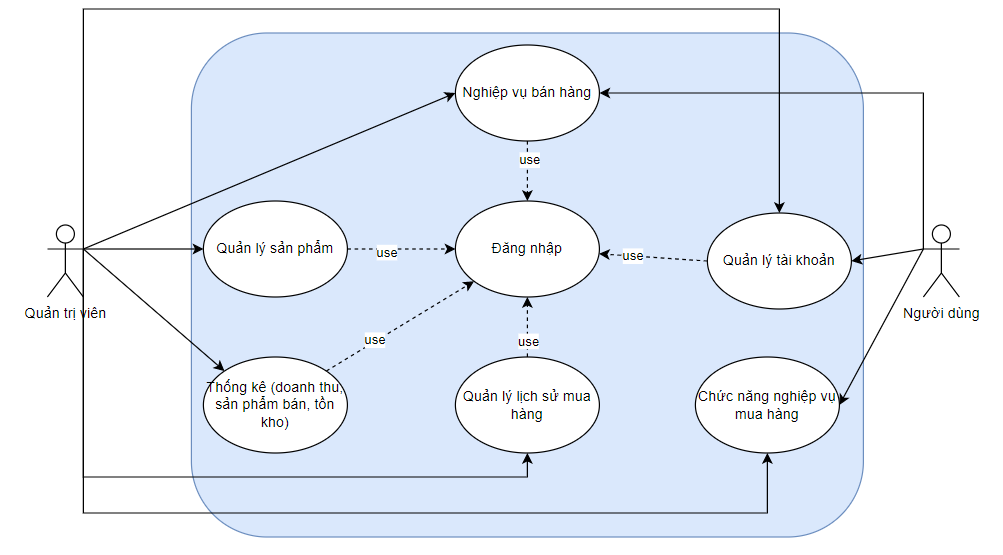 Nghiệp vụ bán hàng
use
Quản lý sản phẩm
use
Đăng nhập
use
Quản lý tài khoản
Quản trị viên
Người dùng
use
use
Thống kê (doanh thu,
sản phẩm bán, tồn
kho)
Quản lý lịch sử mua
hàng
Chức năng nghiệp vụ
mua hàng